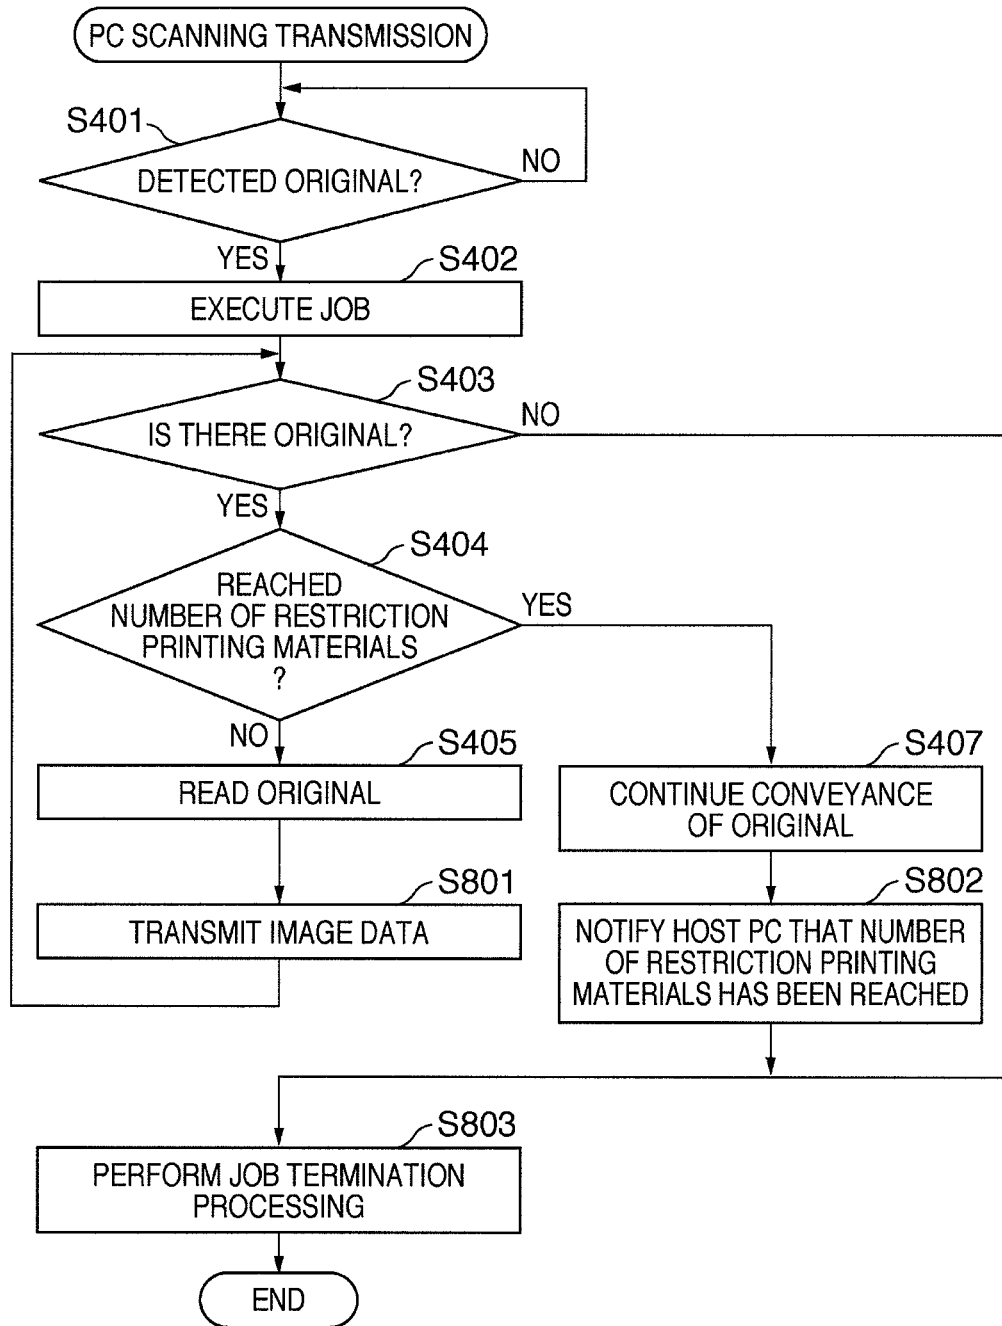 PC SCANNING TRANSMISSION
S401
DETECTED ORIGINAL?
NO
YES
S402
EXECUTE JOB
S403
IS THERE ORIGINAL?
NO
YES
S404
REACHED
NUMBER OF RESTRICTION
PRINTING MATERIALS
?
YES
NO
S405
READ ORIGINAL
S407
CONTINUE CONVEYANCE
OF ORIGINAL
S801
TRANSMIT IMAGE DATA
S802
NOTIFY HOST PC THAT NUMBER
OF RESTRICTION PRINTING
MATERIALS HAS BEEN REACHED
S803
PERFORM JOB TERMINATION
PROCESSING
END